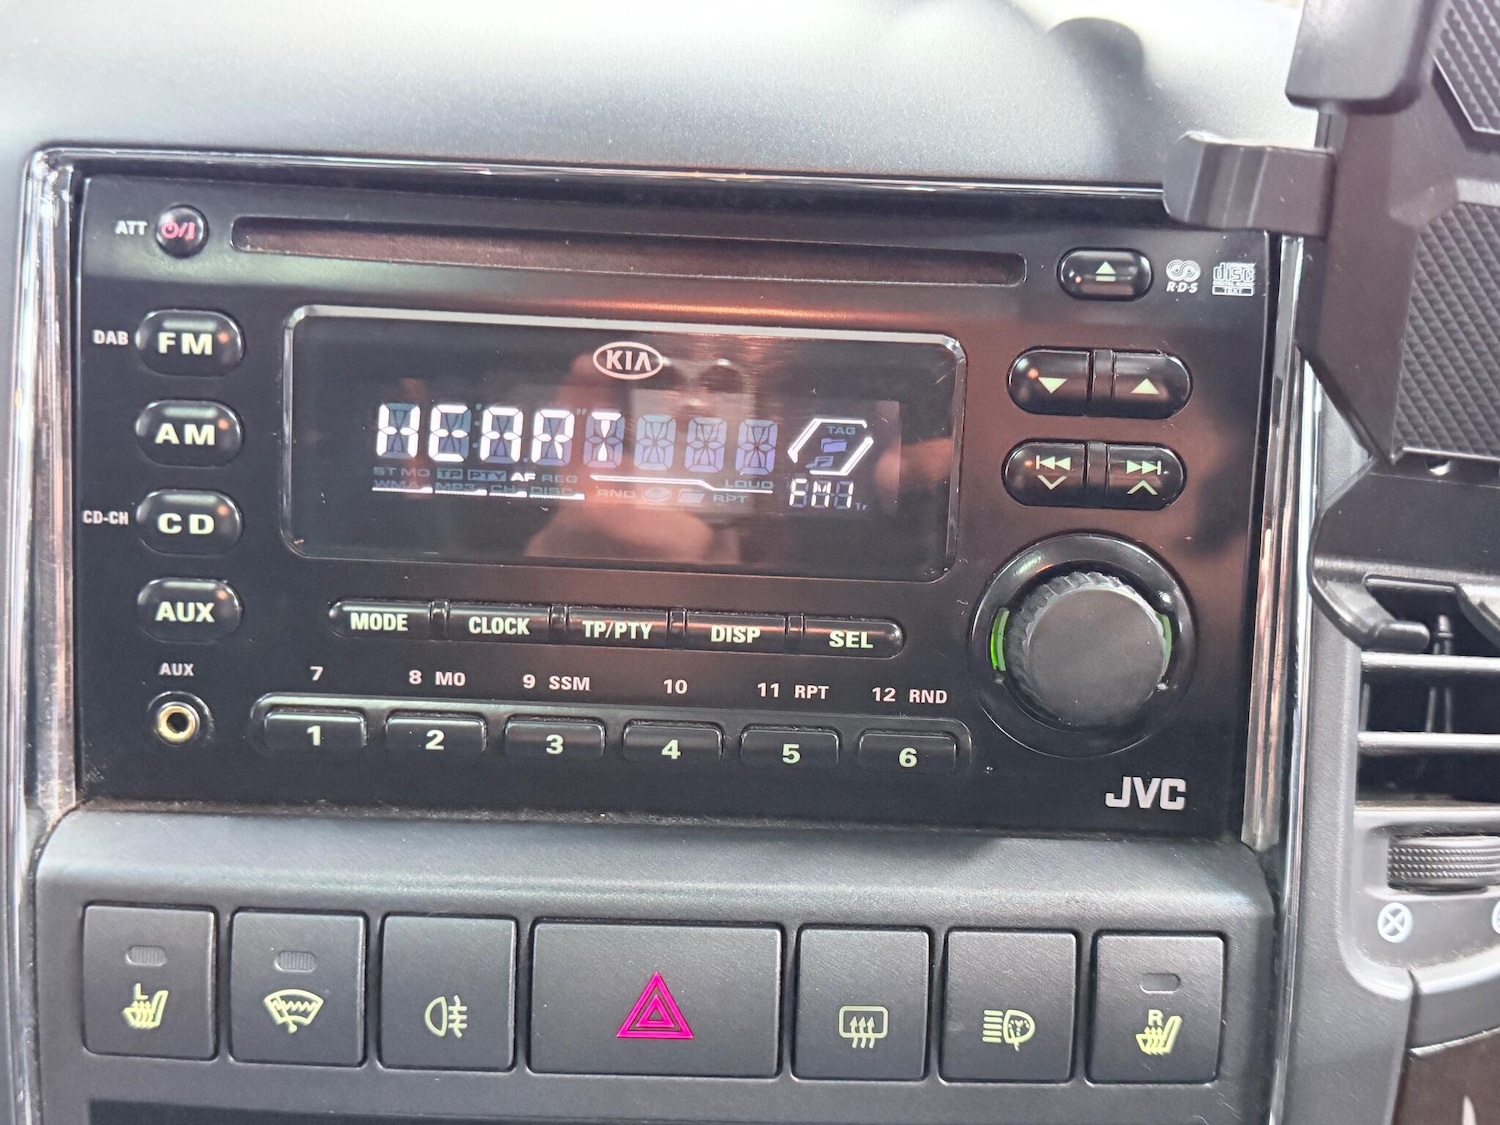 ATT
R·D·S
disc
TEXT
DAB FM
KIA
AM
HEART
TAG
ST MO TP PTY AF REG
WMA MP3 CH DISC RND RPT
LOUD
FM1
Tr
CD-CH CD
AUX
MODE CLOCK TP/PTY DISP SEL
AUX
7 8 MO 9 SSM 10 11 RPT 12 RND
1 2 3 4 5 6
JVC
L
R